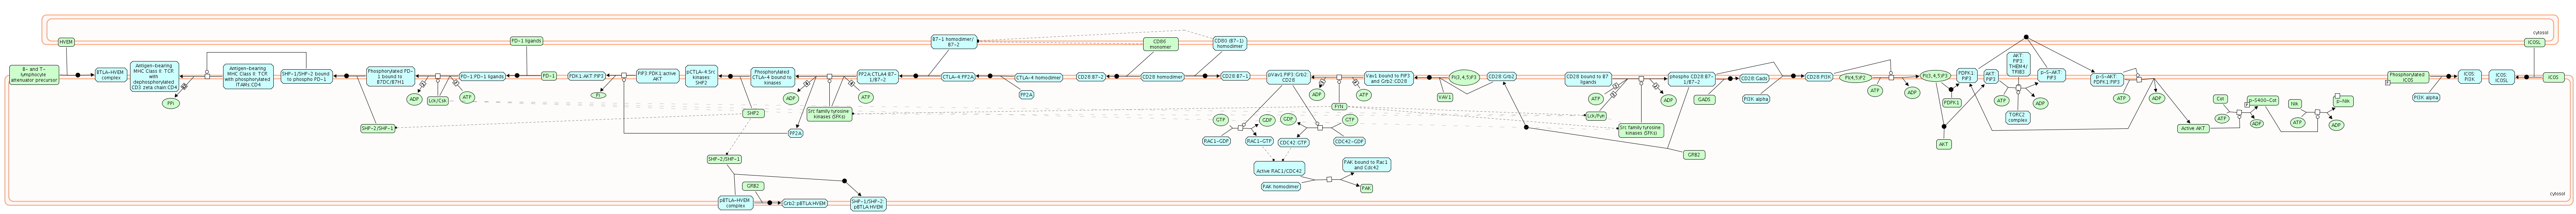 HVEM
B- and T-
lymphocyte
attenuator precursor
BTLA-HVEM
complex
Antigen-bearing
MHC Class II: TCR
with
dephosphorylated
CD3 zeta chain CD4
PPi
Antigen-bearing
MHC Class II: TCR
with phosphorylated
ITAMs CD4
SHP-1/SHP-2 bound
to phospho PD-1
SHP-2/SHP-1
Phosphorylated PD-
1 bound to
B7DC/B7H1
ADP
Lck/Csk
ATP
PD-1:PD-1 ligands
PD-1 ligands
PD-1
PDK1:AKT PIP3
Pi
PIP3 PDK1:active
AKT
pCTLA-4:Src
kinases:
SHP2
SHP2
Phosphorylated
CTLA-4 bound to
kinases
ADP
PP2A
Src family tyrosine
kinases (SFKs)
ATP
PP2A:CTLA4:B7-
1/B7-2
B7-1 homodimer/
B7-2
CTLA-4:PP2A
PP2A
CTLA-4 homodimer
CD28:B7-2
CD86
monomer
CD28 homodimer
CD80 (B7-1)
homodimer
CD28:B7-1
pVav1:PIP3:Grb2:
CD28
ADP
FYN
ATP
Vav1 bound to PIP3
and Grb2:CD28
VAV1
PI(3,4,5)P3
CD28:Grb2
CD28 bound to B7
ligands
ATP
Lck/Fyn
Src family tyrosine
kinases (SFKs)
ADP
phospho CD28:B7-
1/B7-2
GRB2
GADS
CD28:Gads
PI3K alpha
CD28:PI3K
PI(4,5)P2
ATP
ADP
PI(3,4,5)P3
PDPK1
AKT
PDPK1:
PIP3
AKT:
PIP3
ATP
AKT:
PIP3:
THEM4/
TRIB3
TORC2
complex
ADP
p-S-AKT:
PIP3
p-S-AKT:
PDPK1:PIP3
ATP
ADP
Active AKT
Cot
ATP
p-S400-Cot
ADP
Nik
ATP
p-Nik
ADP
Phosphorylated
ICOS
PI3K alpha
ICOS:
PI3K
ICOS:
ICOSL
ICOSL
ICOS
cytosol
GTP
GDP
RAC1-GDP
RAC1-GTP
GDP
GTP
CDC42:GTP
CDC42-GDP
Active RAC1/CDC42
PAK bound to Rac1
and Cdc42
PAK homodimer
PAK
SHP-2/SHP-1
GRB2
pBTLA-HVEM
complex
Grb2:pBTLA:HVEM
SHP-1/SHP-2:
pBTLA:HVEM
cytosol